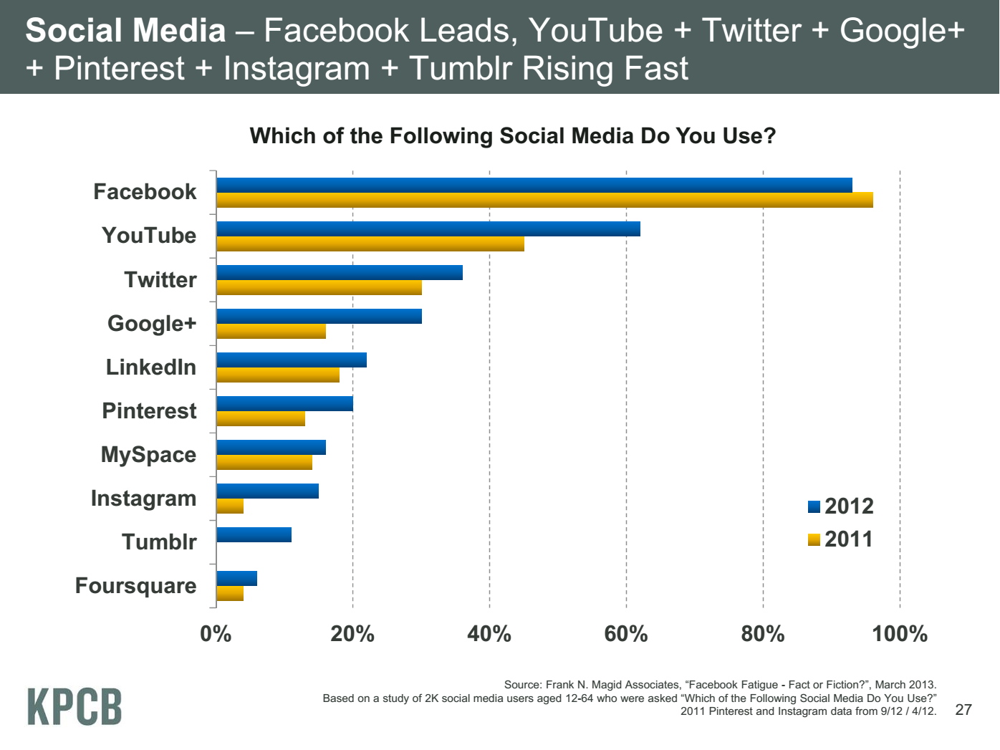 Social Media – Facebook Leads, YouTube + Twitter + Google+
+ Pinterest + Instagram + Tumblr Rising Fast
Which of the Following Social Media Do You Use?
Facebook
YouTube
Twitter
Google+
LinkedIn
Pinterest
MySpace
Instagram
Tumblr
Foursquare
2012
2011
0% 20% 40% 60% 80% 100%
Source: Frank N. Magid Associates, “Facebook Fatigue - Fact or Fiction?”, March 2013.
Based on a study of 2K social media users aged 12-64 who were asked “Which of the Following Social Media Do You Use?”
2011 Pinterest and Instagram data from 9/12 / 4/12.
KPCB
27